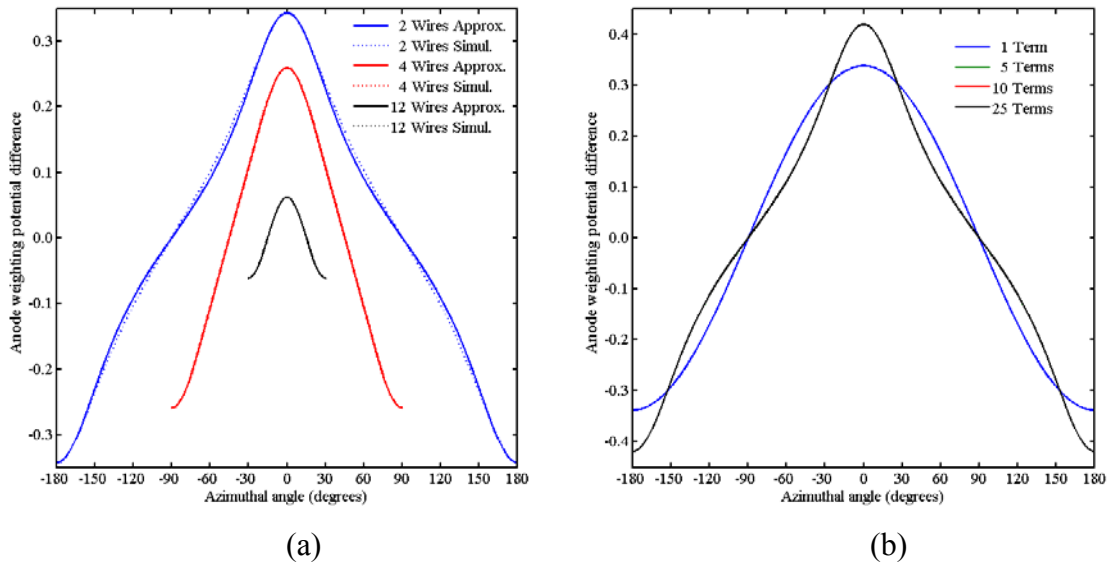 0.3
0.2
0.1
0.0
-0.1
-0.2
-0.3
Anode weighting potential difference
2 Wires Approx.
2 Wires Simul.
4 Wires Approx.
4 Wires Simul.
12 Wires Approx.
12 Wires Simul.
-180 -150 -120 -90 -60 -30 0 30 60 90 120 150 180
Azimuthal angle (degrees)
(a)
0.4
0.3
0.2
0.1
0.0
-0.1
-0.2
-0.3
-0.4
Anode weighting potential difference
1 Term
5 Terms
10 Terms
25 Terms
-180 -150 -120 -90 -60 -30 0 30 60 90 120 150 180
Azimuthal angle (degrees)
(b)